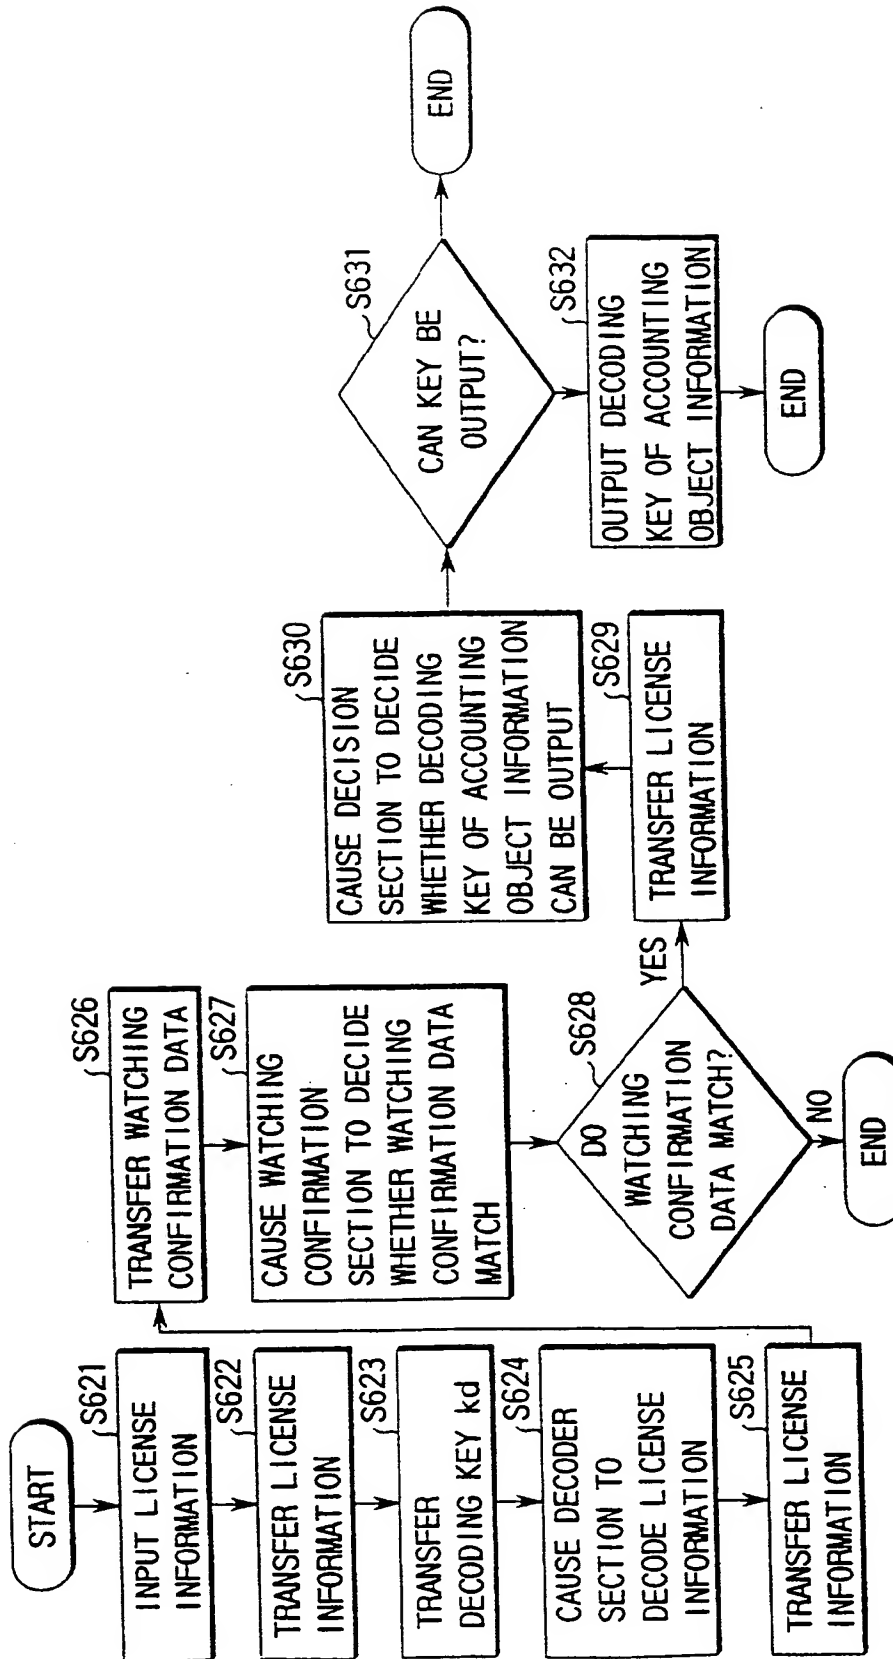 START
S621
INPUT LICENSE
INFORMATION
S622
TRANSFER LICENSE
INFORMATION
S623
TRANSFER
DECODING KEY kd
S624
CAUSE DECODER
SECTION TO
DECODE LICENSE
INFORMATION
S625
TRANSFER LICENSE
INFORMATION
S626
TRANSFER WATCHING
CONFIRMATION DATA
S627
CAUSE WATCHING
CONFIRMATION
SECTION TO DECIDE
WHETHER WATCHING
CONFIRMATION DATA
MATCH
S628
DO
WATCHING
CONFIRMATION
DATA MATCH?
YES
NO
END
S629
TRANSFER LICENSE
INFORMATION
S630
CAUSE DECISION
SECTION TO DECIDE
WHETHER DECODING
KEY OF ACCOUNTING
OBJECT INFORMATION
CAN BE OUTPUT
S631
CAN KEY BE
OUTPUT?
END
S632
OUTPUT DECODING
KEY OF ACCOUNTING
OBJECT INFORMATION
END